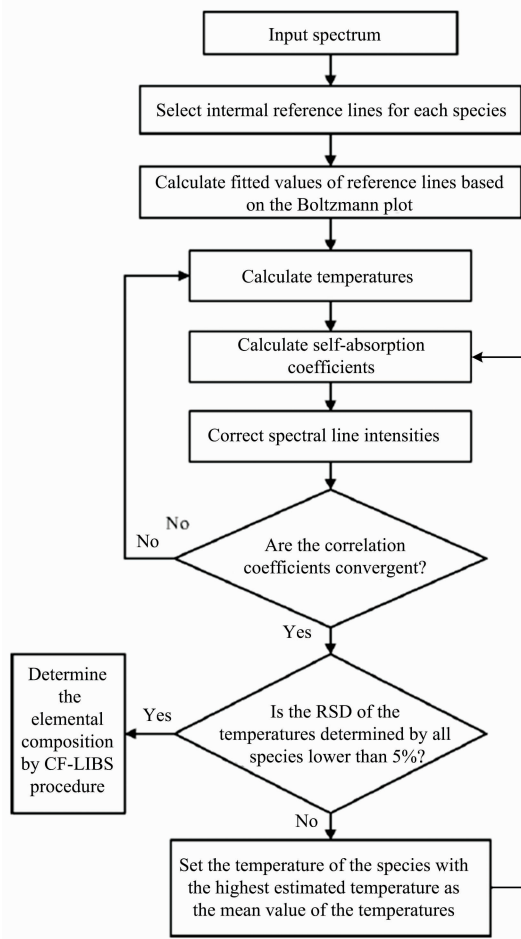 Input spectrum
Select intermal reference lines for each species
Calculate fitted values of reference lines based
on the Boltzmann plot
Calculate temperatures
Calculate self-absorption
coefficients
Correct spectral line intensities
No
No
Are the correlation
coefficients convergent?
Yes
Determine
the
elemental
composition
by CF-LIBS
procedure
Yes
Is the RSD of the
temperatures determined by all
species lower than 5%?
No
Set the temperature of the species with
the highest estimated temperature as
the mean value of the temperatures